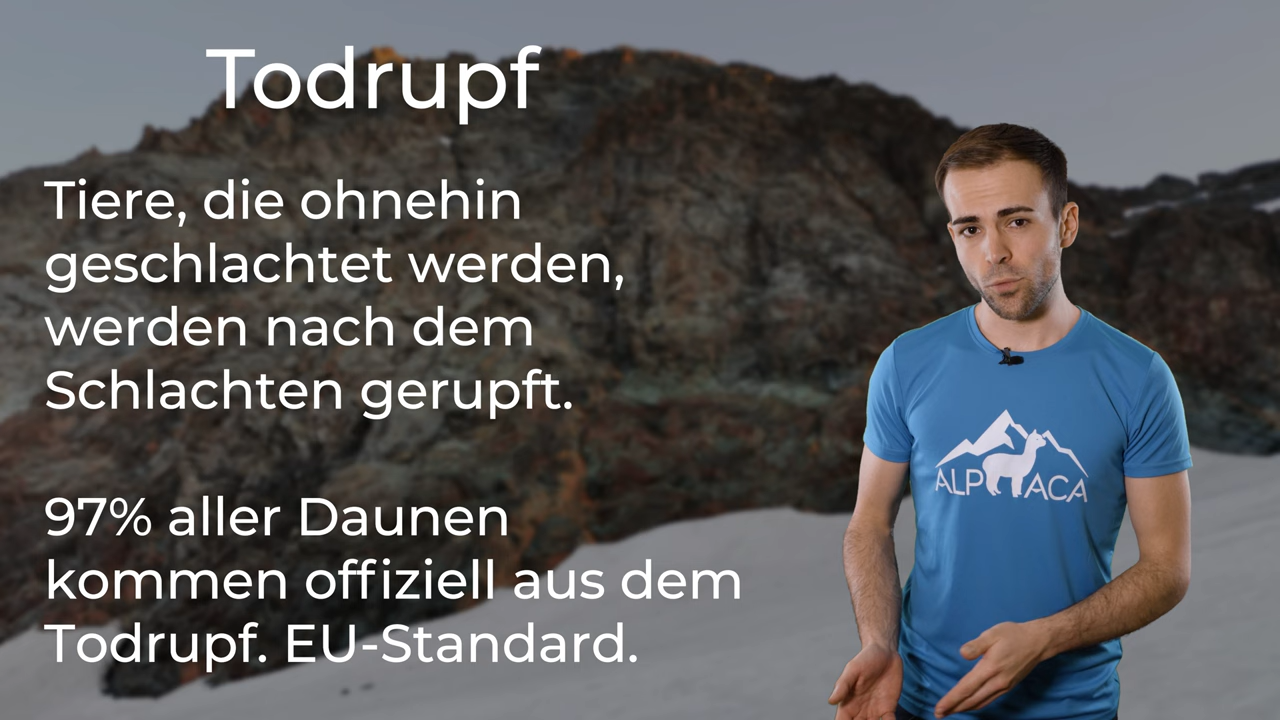 Todrupf
Tiere, die ohnehin
geschlachtet werden,
werden nach dem
Schlachten gerupft.
97% aller Daunen
kommen offiziell aus dem
Todrupf. EU-Standard.
ALPACA